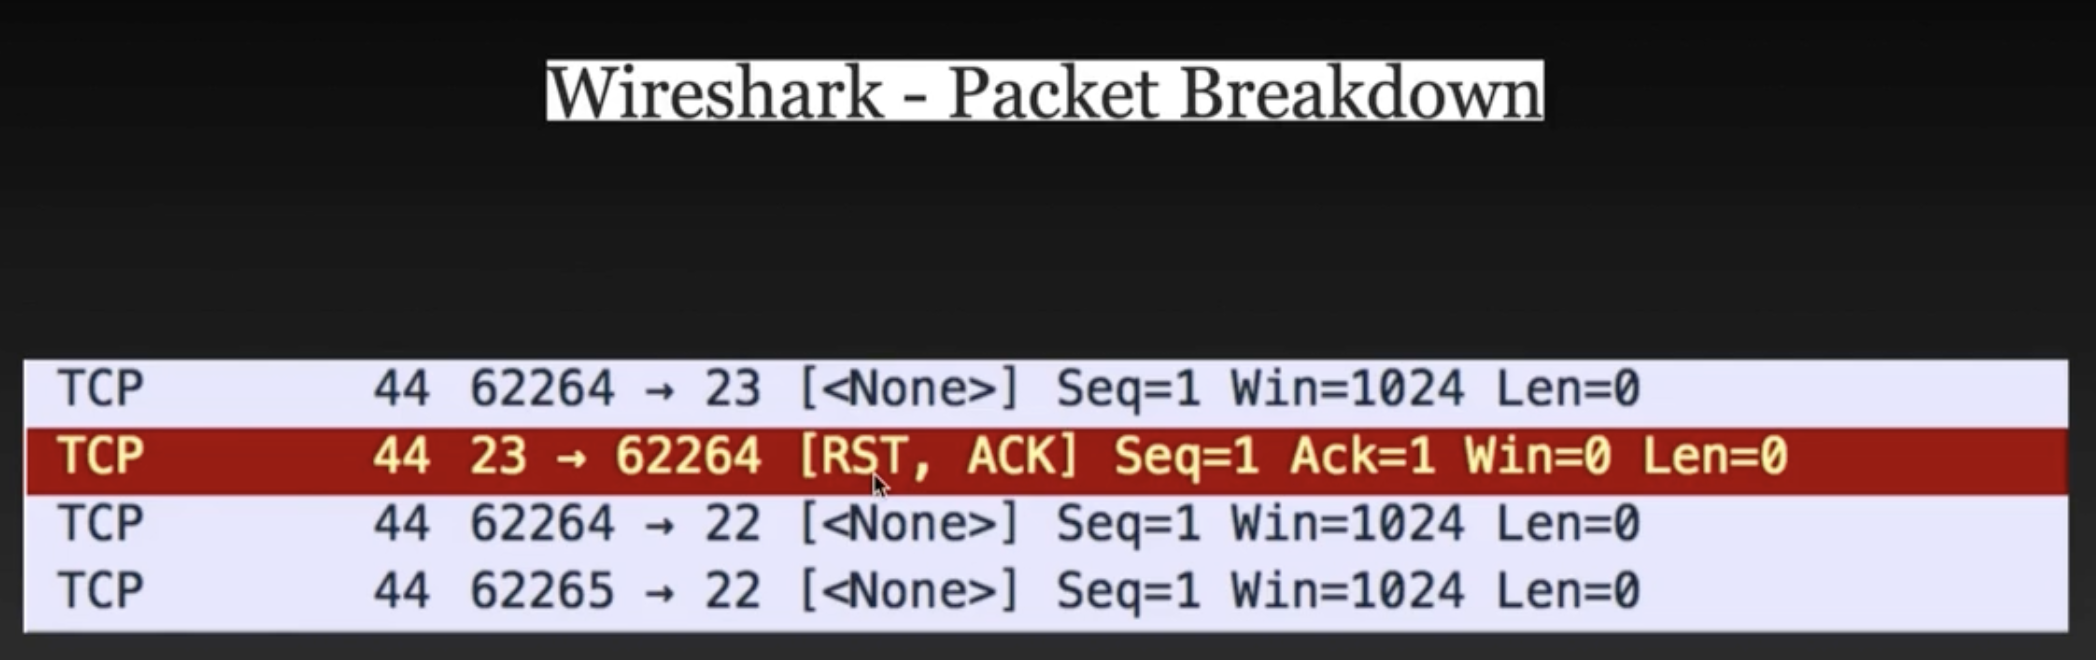 Wireshark - Packet Breakdown
TCP 44 62264 → 23 [<None>] Seq=1 Win=1024 Len=0
TCP 44 23 → 62264 [RST, ACK] Seq=1 Ack=1 Win=0 Len=0
TCP 44 62264 → 22 [<None>] Seq=1 Win=1024 Len=0
TCP 44 62265 → 22 [<None>] Seq=1 Win=1024 Len=0